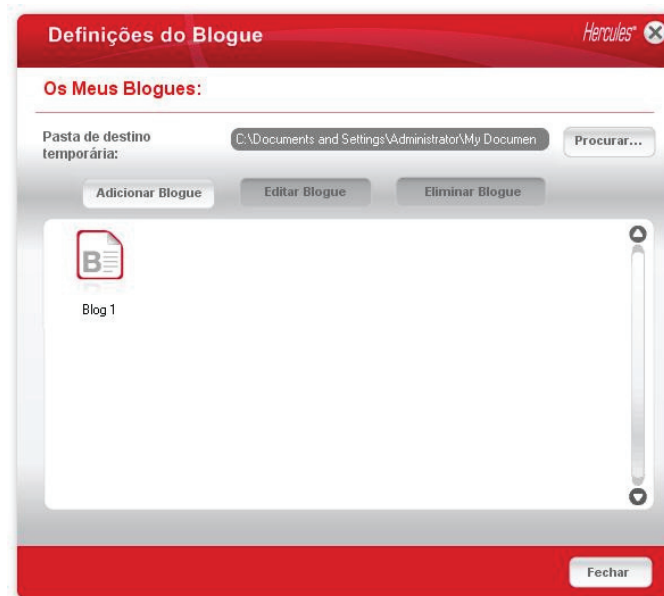 Definições do Blogue
Hercules
Os Meus Blogues:
Pasta de destino
temporária:
C:\Documents and Settings\Administrator\My Documen
Procurar...
Adicionar Blogue
Editar Blogue
Eliminar Blogue
B
Blog 1
Fechar